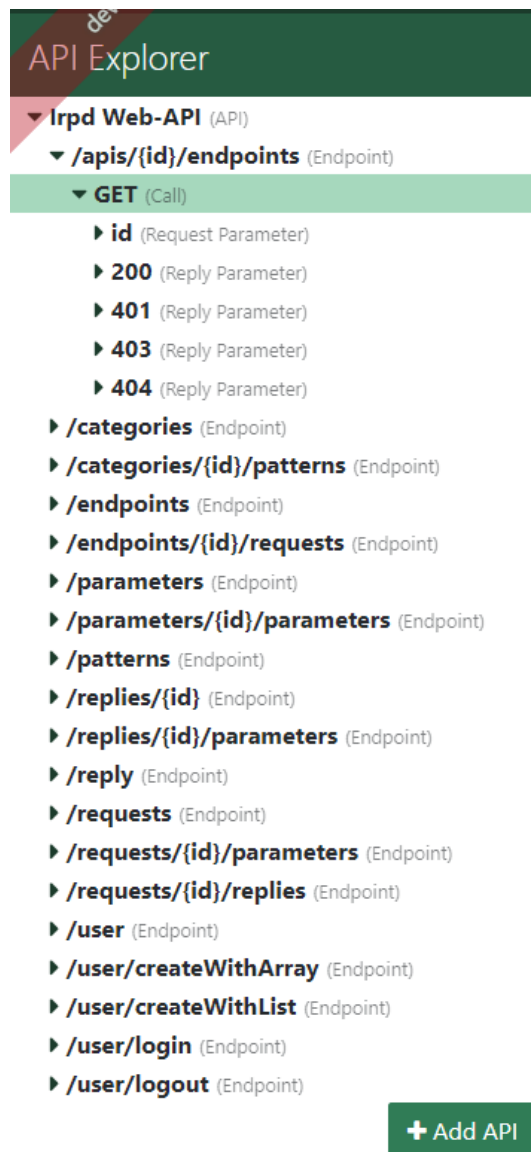 dev
API Explorer
Irpd Web-API (API)
/apis/{id}/endpoints (Endpoint)
GET (Call)
id (Request Parameter)
200 (Reply Parameter)
401 (Reply Parameter)
403 (Reply Parameter)
404 (Reply Parameter)
/categories (Endpoint)
/categories/{id}/patterns (Endpoint)
/endpoints (Endpoint)
/endpoints/{id}/requests (Endpoint)
/parameters (Endpoint)
/parameters/{id}/parameters (Endpoint)
/patterns (Endpoint)
/replies/{id} (Endpoint)
/replies/{id}/parameters (Endpoint)
/reply (Endpoint)
/requests (Endpoint)
/requests/{id}/parameters (Endpoint)
/requests/{id}/replies (Endpoint)
/user (Endpoint)
/user/createWithArray (Endpoint)
/user/createWithList (Endpoint)
/user/login (Endpoint)
/user/logout (Endpoint)
+ Add API